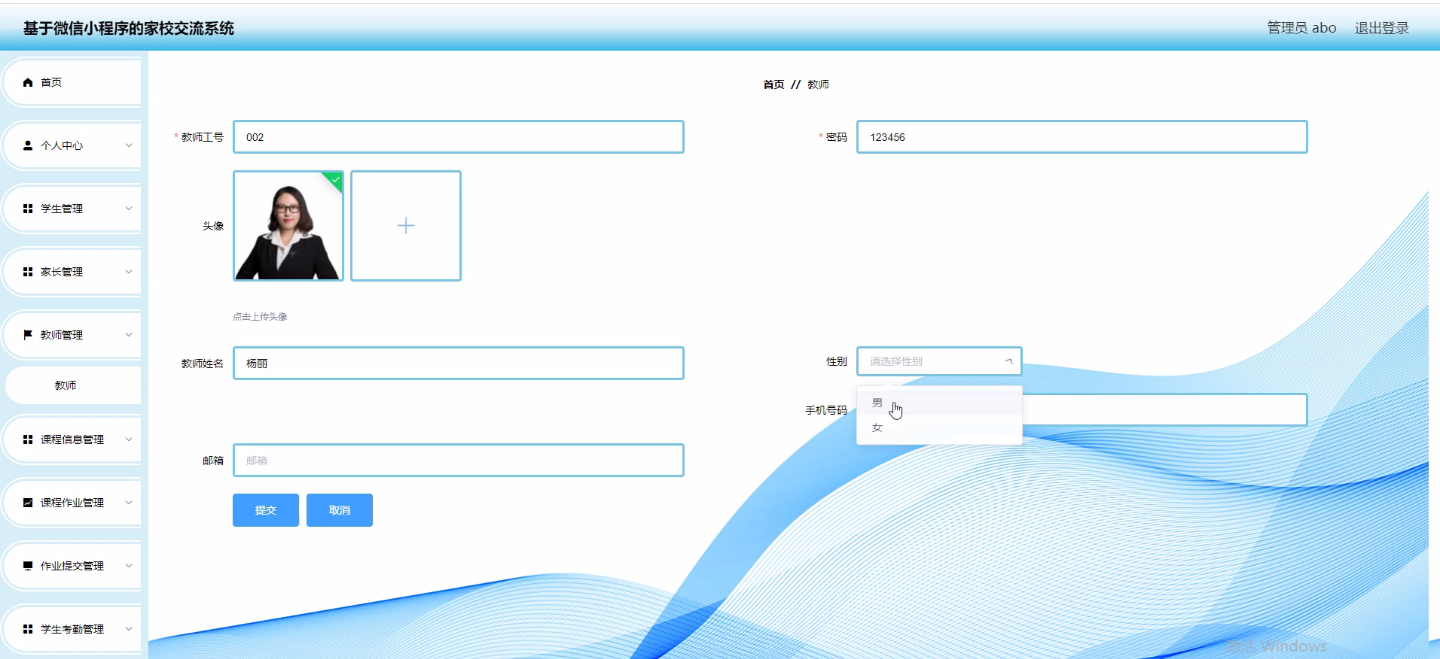 基于微信小程序的家校交流系统
管理员 abo 退出登录
首页
个人中心
学生管理
家长管理
教师管理
教师
课程信息管理
课程作业管理
作业提交管理
学生考勤管理
首页 // 教师
* 教师工号 002
* 密码 123456
头像
点击上传头像
教师姓名 杨丽
性别 请选择性别
男
女
手机号码
邮箱 邮箱
提交 取消
激活 Windows